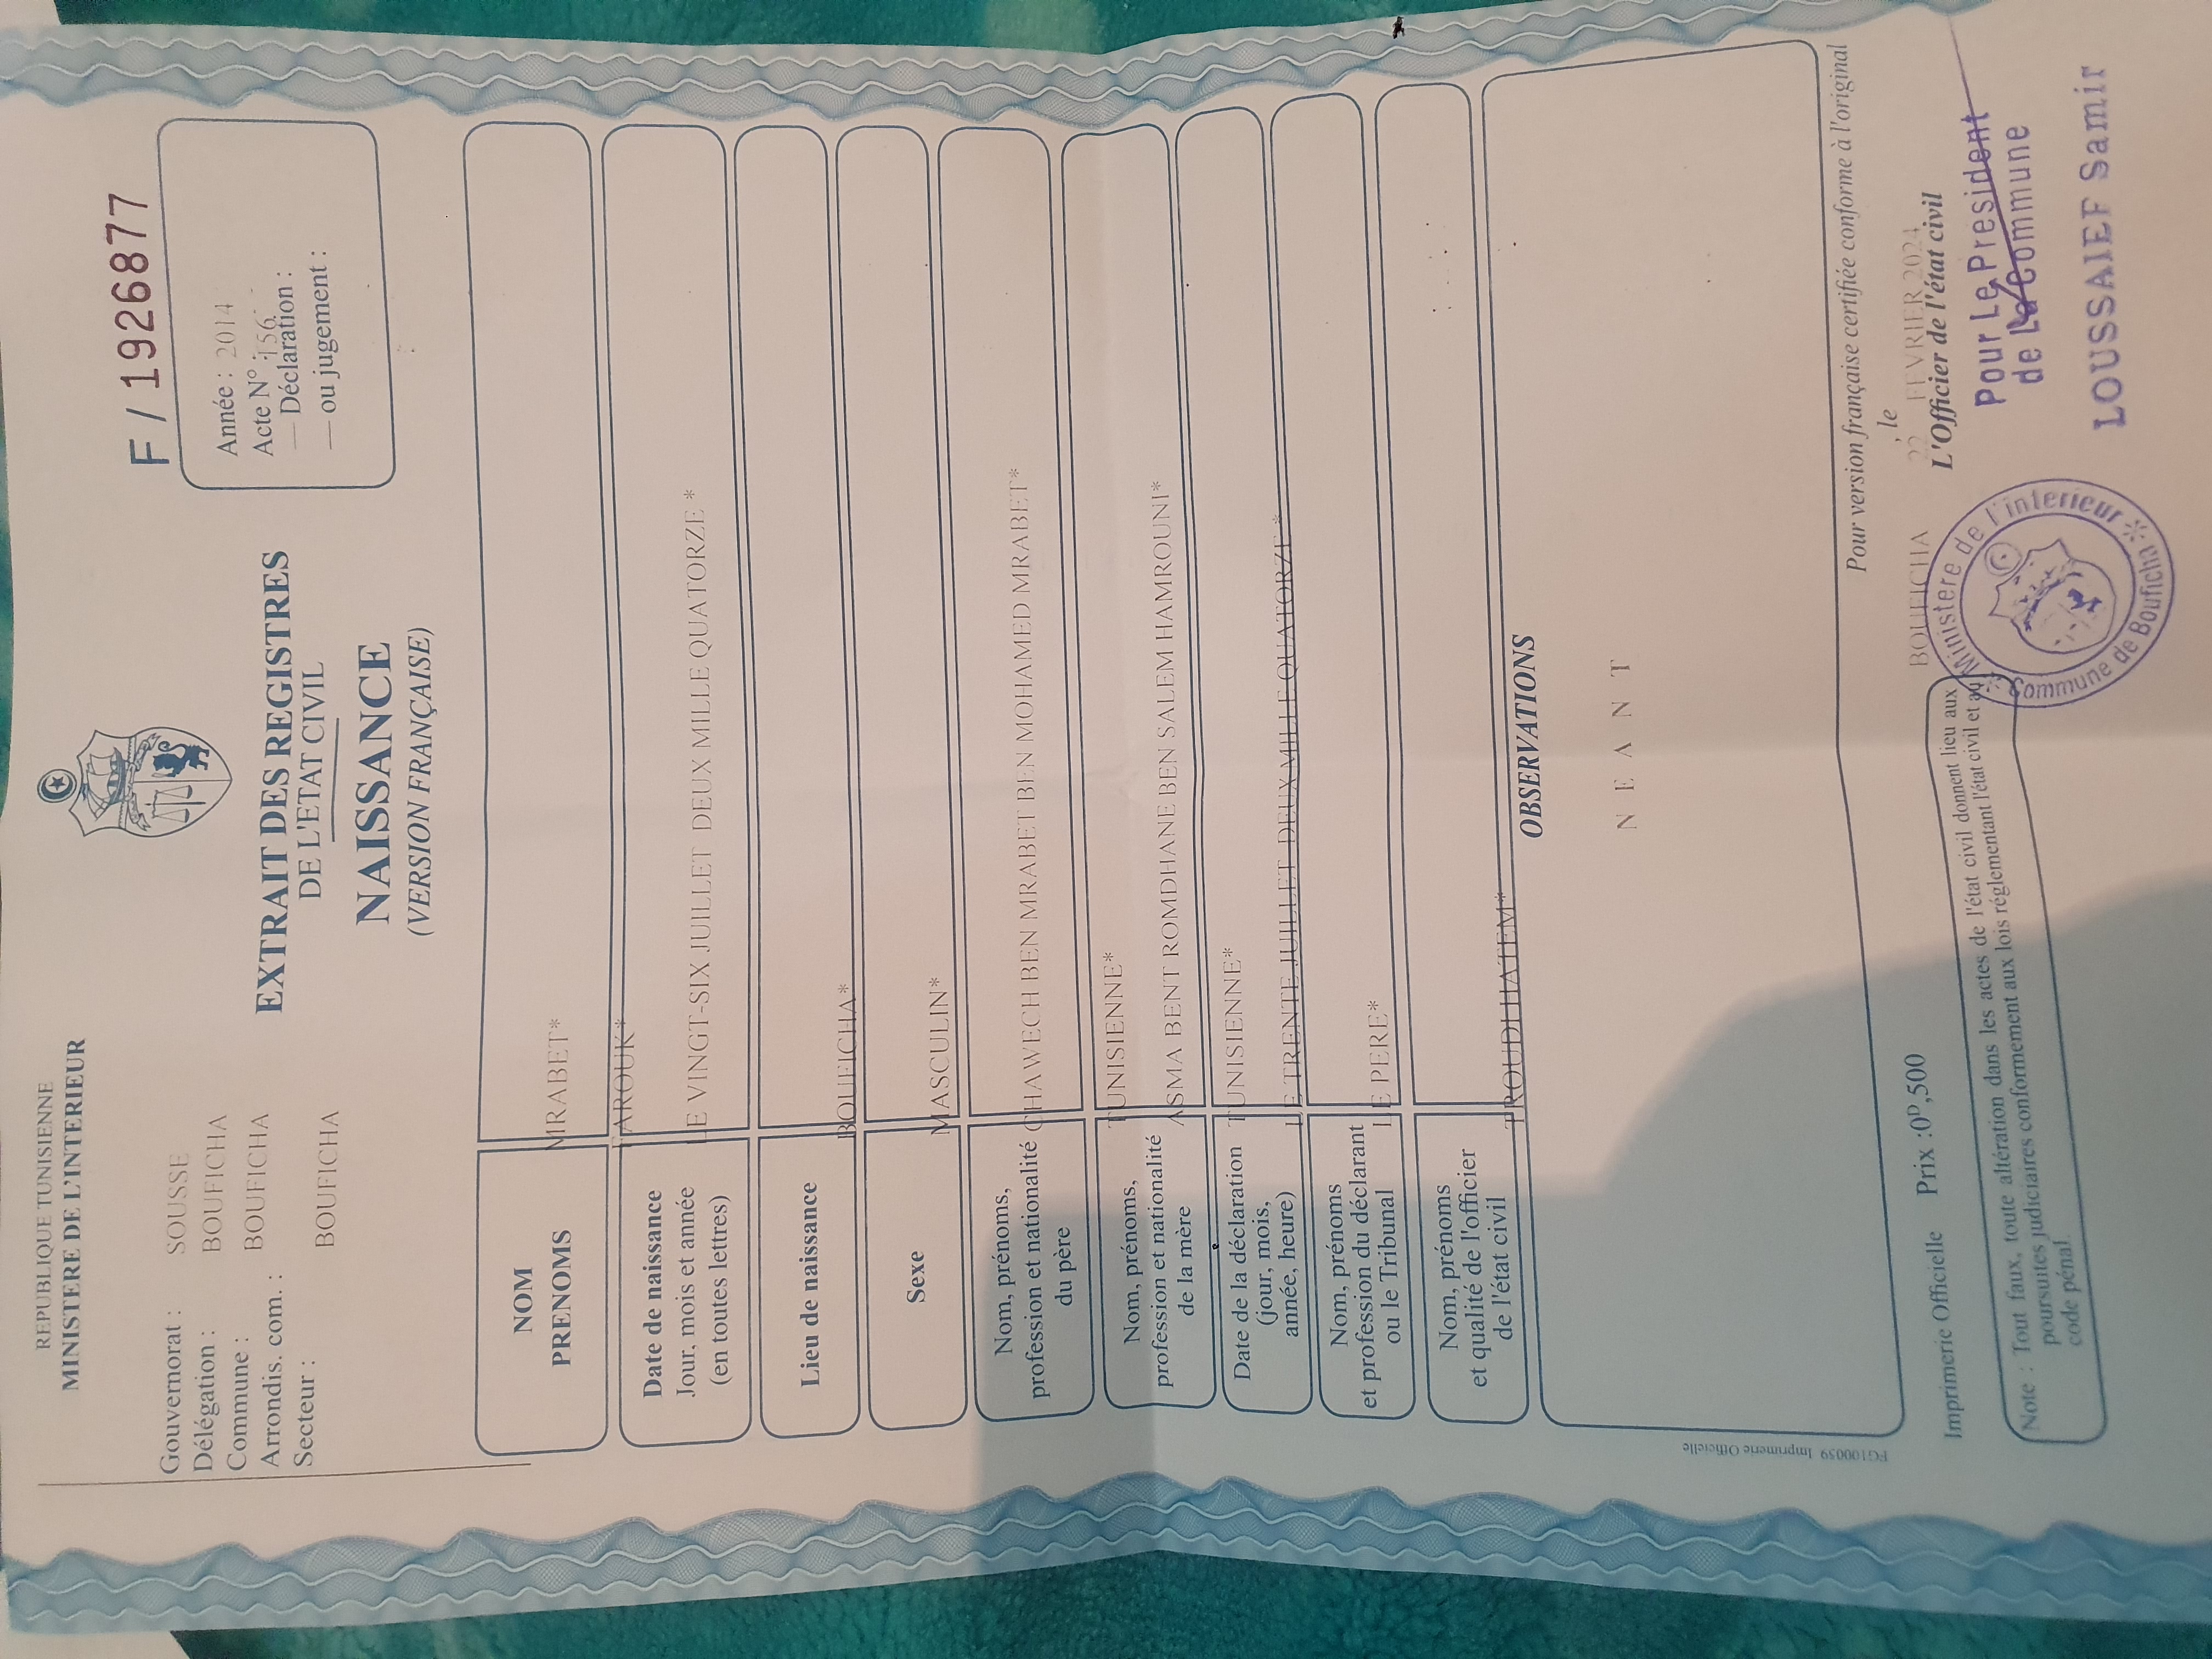 REPUBLIQUE TUNISIENNE
MINISTERE DE L'INTERIEUR
F / 1926877
Gouvernorat : SOUSSE
Délégation : BOUFICHA
Commune : BOUFICHA
Arrondis. com. :
Secteur : BOUFICHA
Année : 2014
Acte N° : 156
— Déclaration :
— ou jugement :
EXTRAIT DES REGISTRES
DE L'ETAT CIVIL
NAISSANCE
(VERSION FRANÇAISE)
NOM
PRENOMS
MRABET*
FAROUK*
Date de naissance
Jour, mois et année
(en toutes lettres)
LE VINGT-SIX JUILLET DEUX MILLE QUATORZE *
Lieu de naissance
BOUFICHA*
Sexe
MASCULIN*
Nom, prénoms,
profession et nationalité
du père
CHAWECH BEN MRABET BEN MOHAMED MRABET*
TUNISIENNE*
Nom, prénoms,
profession et nationalité
de la mère
ASMA BENT ROMDHANE BEN SALEM HAMROUNI*
TUNISIENNE*
Date de la déclaration
(jour, mois,
année, heure)
LE TRENTE JUILLET DEUX MILLE QUATORZE *
Nom, prénoms
et profession du déclarant
ou le Tribunal
LE PERE*
Nom, prénoms
et qualité de l'officier
de l'état civil
TROUDI HATEM*
OBSERVATIONS
N E A N T
Pour version française certifiée conforme à l'original
BOUFICHA , le 22 FEVRIER 2024
L'Officier de l'état civil
Pour Le Président
de La Commune
LOUSSAIEF Samir
Ministère de l'interieur
Commune de Bouficha
FG100059 Imprimerie Officielle
Imprimerie Officielle Prix :0ᴰ,500
Note : Tout faux, toute altération dans les actes de l'état civil donnent lieu aux
poursuites judiciaires conformement aux lois réglementant l'état civil et au
code pénal.